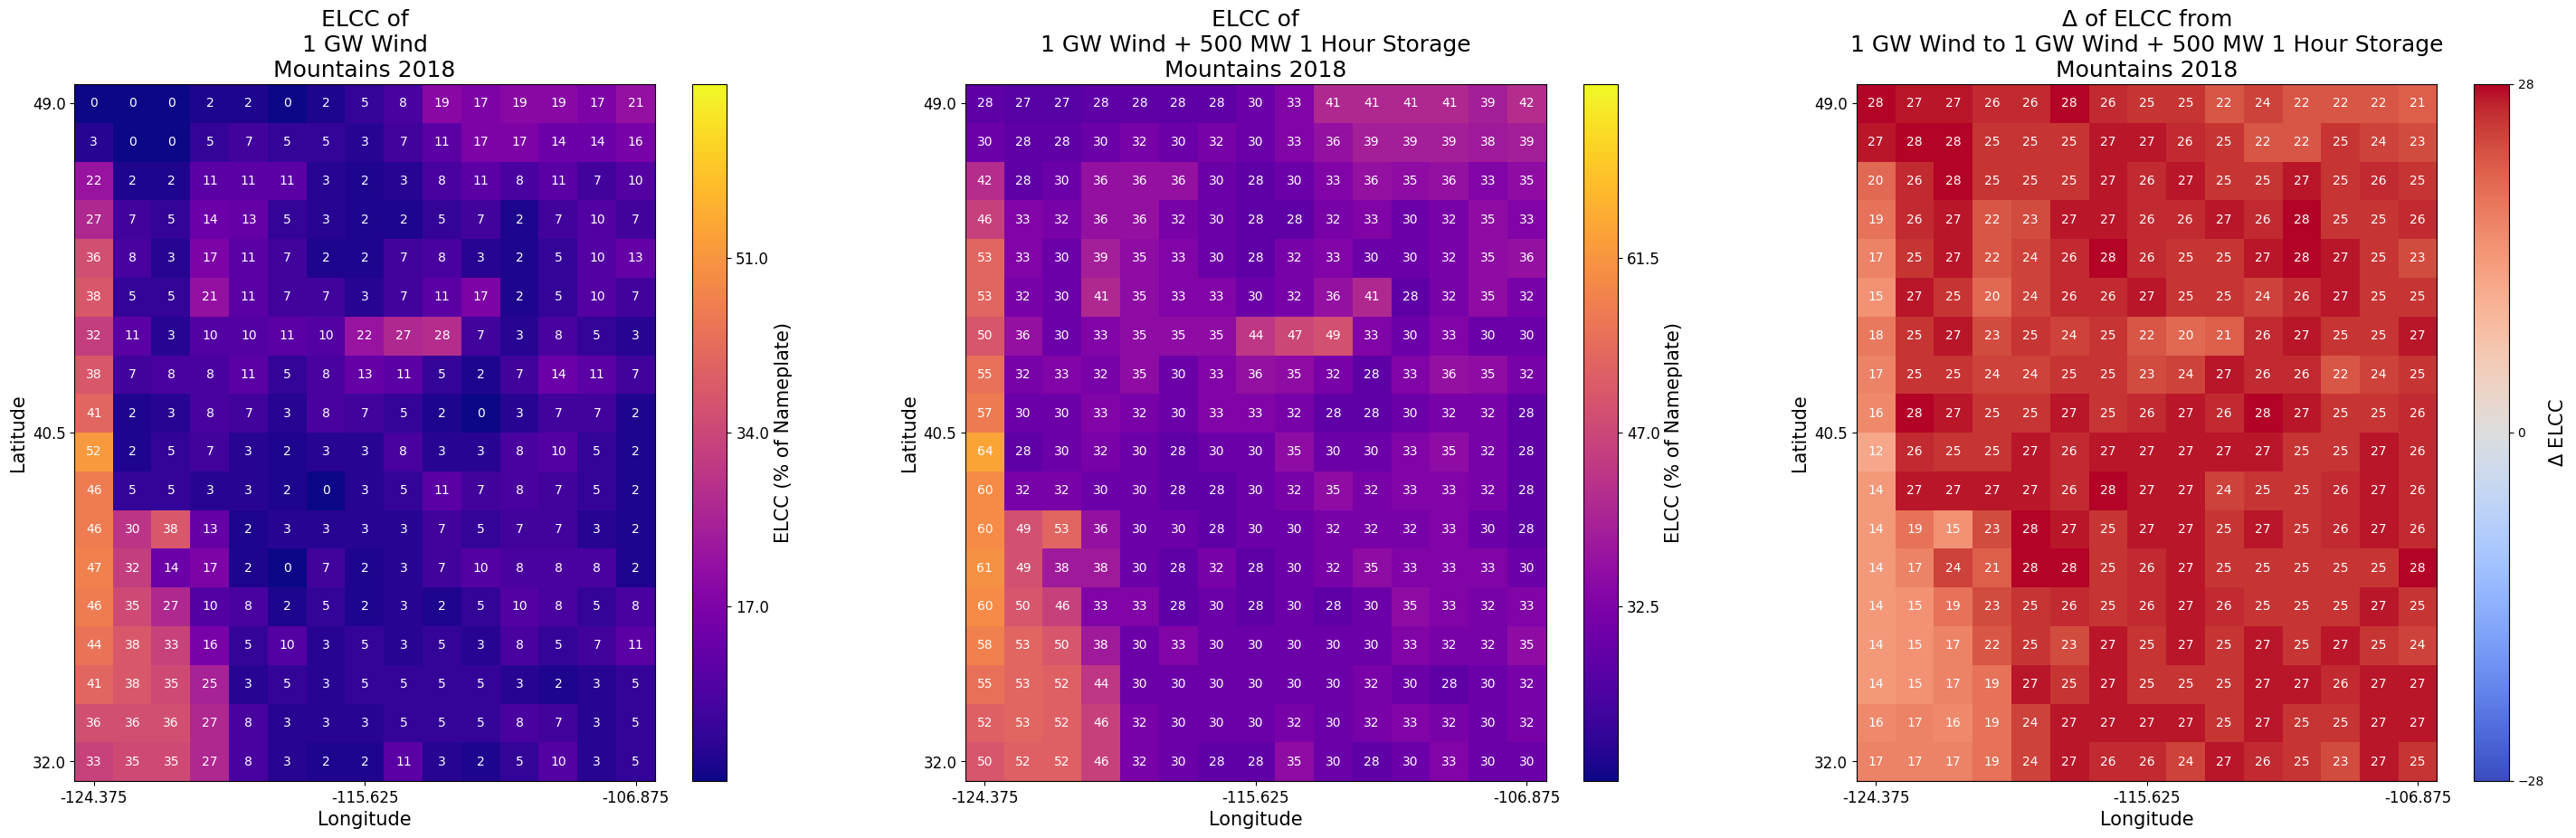 ELCC of
1 GW Wind
Mountains 2018
49.0
40.5
32.0
Latitude
0 0 0 2 2 0 2 5 8 19 17 19 19 17 21
3 0 0 5 7 5 5 3 7 11 17 17 14 14 16
22 2 2 11 11 11 3 2 3 8 11 8 11 7 10
27 7 5 14 13 5 3 2 2 5 7 2 7 10 7
36 8 3 17 11 7 2 2 7 8 3 2 5 10 13
38 5 5 21 11 7 7 3 7 11 17 2 5 10 7
32 11 3 10 10 11 10 22 27 28 7 3 8 5 3
38 7 8 8 11 5 8 13 11 5 2 7 14 11 7
41 2 3 8 7 3 8 7 5 2 0 3 7 7 2
52 2 5 7 3 2 3 3 8 3 3 8 10 5 2
46 5 5 3 3 2 0 3 5 11 7 8 7 5 2
46 30 38 13 2 3 3 3 3 7 5 7 7 3 2
47 32 14 17 2 0 7 2 3 7 10 8 8 8 2
46 35 27 10 8 2 5 2 3 2 5 10 8 5 8
44 38 33 16 5 10 3 5 3 5 3 8 5 7 11
41 38 35 25 3 5 3 5 5 5 5 3 2 3 5
36 36 36 27 8 3 3 3 5 5 5 8 7 3 5
33 35 35 27 8 3 2 2 11 3 2 5 10 3 5
-124.375 -115.625 -106.875
Longitude
51.0
34.0
17.0
ELCC (% of Nameplate)
ELCC of
1 GW Wind + 500 MW 1 Hour Storage
Mountains 2018
49.0
40.5
32.0
Latitude
28 27 27 28 28 28 28 30 33 41 41 41 41 39 42
30 28 28 30 32 30 32 30 33 36 39 39 39 38 39
42 28 30 36 36 36 30 28 30 33 36 35 36 33 35
46 33 32 36 36 32 30 28 28 32 33 30 32 35 33
53 33 30 39 35 33 30 28 32 33 30 30 32 35 36
53 32 30 41 35 33 33 30 32 36 41 28 32 35 32
50 36 30 33 35 35 35 44 47 49 33 30 33 30 30
55 32 33 32 35 30 33 36 35 32 28 33 36 35 32
57 30 30 33 32 30 33 33 32 28 28 30 32 32 28
64 28 30 32 30 28 30 30 35 30 30 33 35 32 28
60 32 32 30 30 28 28 30 32 35 32 33 33 32 28
60 49 53 36 30 30 28 30 30 32 32 32 33 30 28
61 49 38 38 30 28 32 28 30 32 35 33 33 33 30
60 50 46 33 33 28 30 28 30 28 30 35 33 32 33
58 53 50 38 30 33 30 30 30 30 30 33 32 32 35
55 53 52 44 30 30 30 30 30 30 32 30 28 30 32
52 53 52 46 32 30 30 30 32 30 32 33 32 30 32
50 52 52 46 32 30 28 28 35 30 28 30 33 30 30
-124.375 -115.625 -106.875
Longitude
61.5
47.0
32.5
ELCC (% of Nameplate)
Δ of ELCC from
1 GW Wind to 1 GW Wind + 500 MW 1 Hour Storage
Mountains 2018
49.0
40.5
32.0
Latitude
28 27 27 26 26 28 26 25 25 22 24 22 22 22 21
27 28 28 25 25 25 27 27 26 25 22 22 25 24 23
20 26 28 25 25 25 27 26 27 25 25 27 25 26 25
19 26 27 22 23 27 27 26 26 27 26 28 25 25 26
17 25 27 22 24 26 28 26 25 25 27 28 27 25 23
15 27 25 20 24 26 26 27 25 25 24 26 27 25 25
18 25 27 23 25 24 25 22 20 21 26 27 25 25 27
17 25 25 24 24 25 25 23 24 27 26 26 22 24 25
16 28 27 25 25 27 25 26 27 26 28 27 25 25 26
12 26 25 25 27 26 27 27 27 27 27 25 25 27 26
14 27 27 27 27 26 28 27 27 24 25 25 26 27 26
14 19 15 23 28 27 25 27 27 25 27 25 26 27 26
14 17 24 21 28 28 25 26 27 25 25 25 25 25 28
14 15 19 23 25 26 25 26 27 26 25 25 25 27 25
14 15 17 22 25 23 27 25 27 25 27 25 27 25 24
14 15 17 19 27 25 27 25 25 25 27 27 26 27 27
16 17 16 19 24 27 27 27 27 25 27 25 25 27 27
17 17 17 19 24 27 26 26 24 27 26 25 23 27 25
-124.375 -115.625 -106.875
Longitude
28
0
−28
Δ ELCC